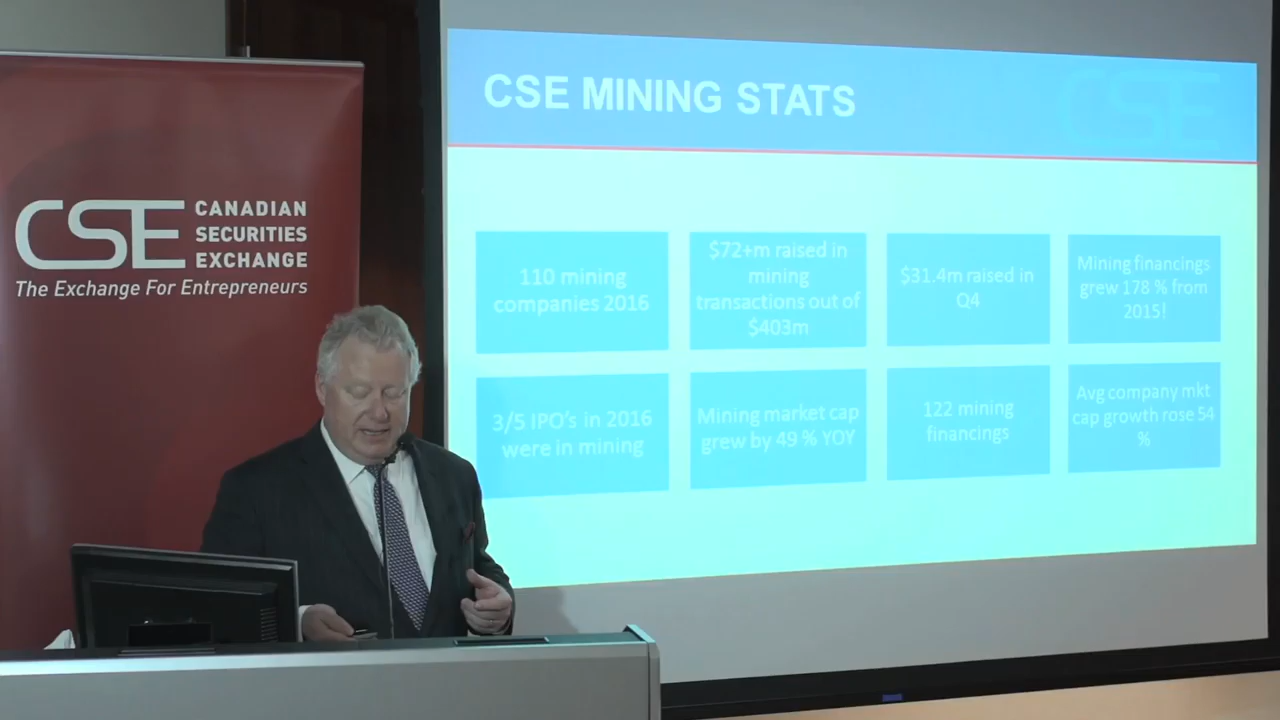 CSE CANADIAN
SECURITIES
EXCHANGE
The Exchange For Entrepreneurs
CSE MINING STATS
CSE
110 mining
companies 2016
$72+m raised in
mining
transactions out of
$403m
$31.4m raised in
Q4
Mining financings
grew 178 % from
2015!
3/5 IPO's in 2016
were in mining
Mining market cap
grew by 49 % YOY
122 mining
financings
Avg company mkt
cap growth rose 54
%